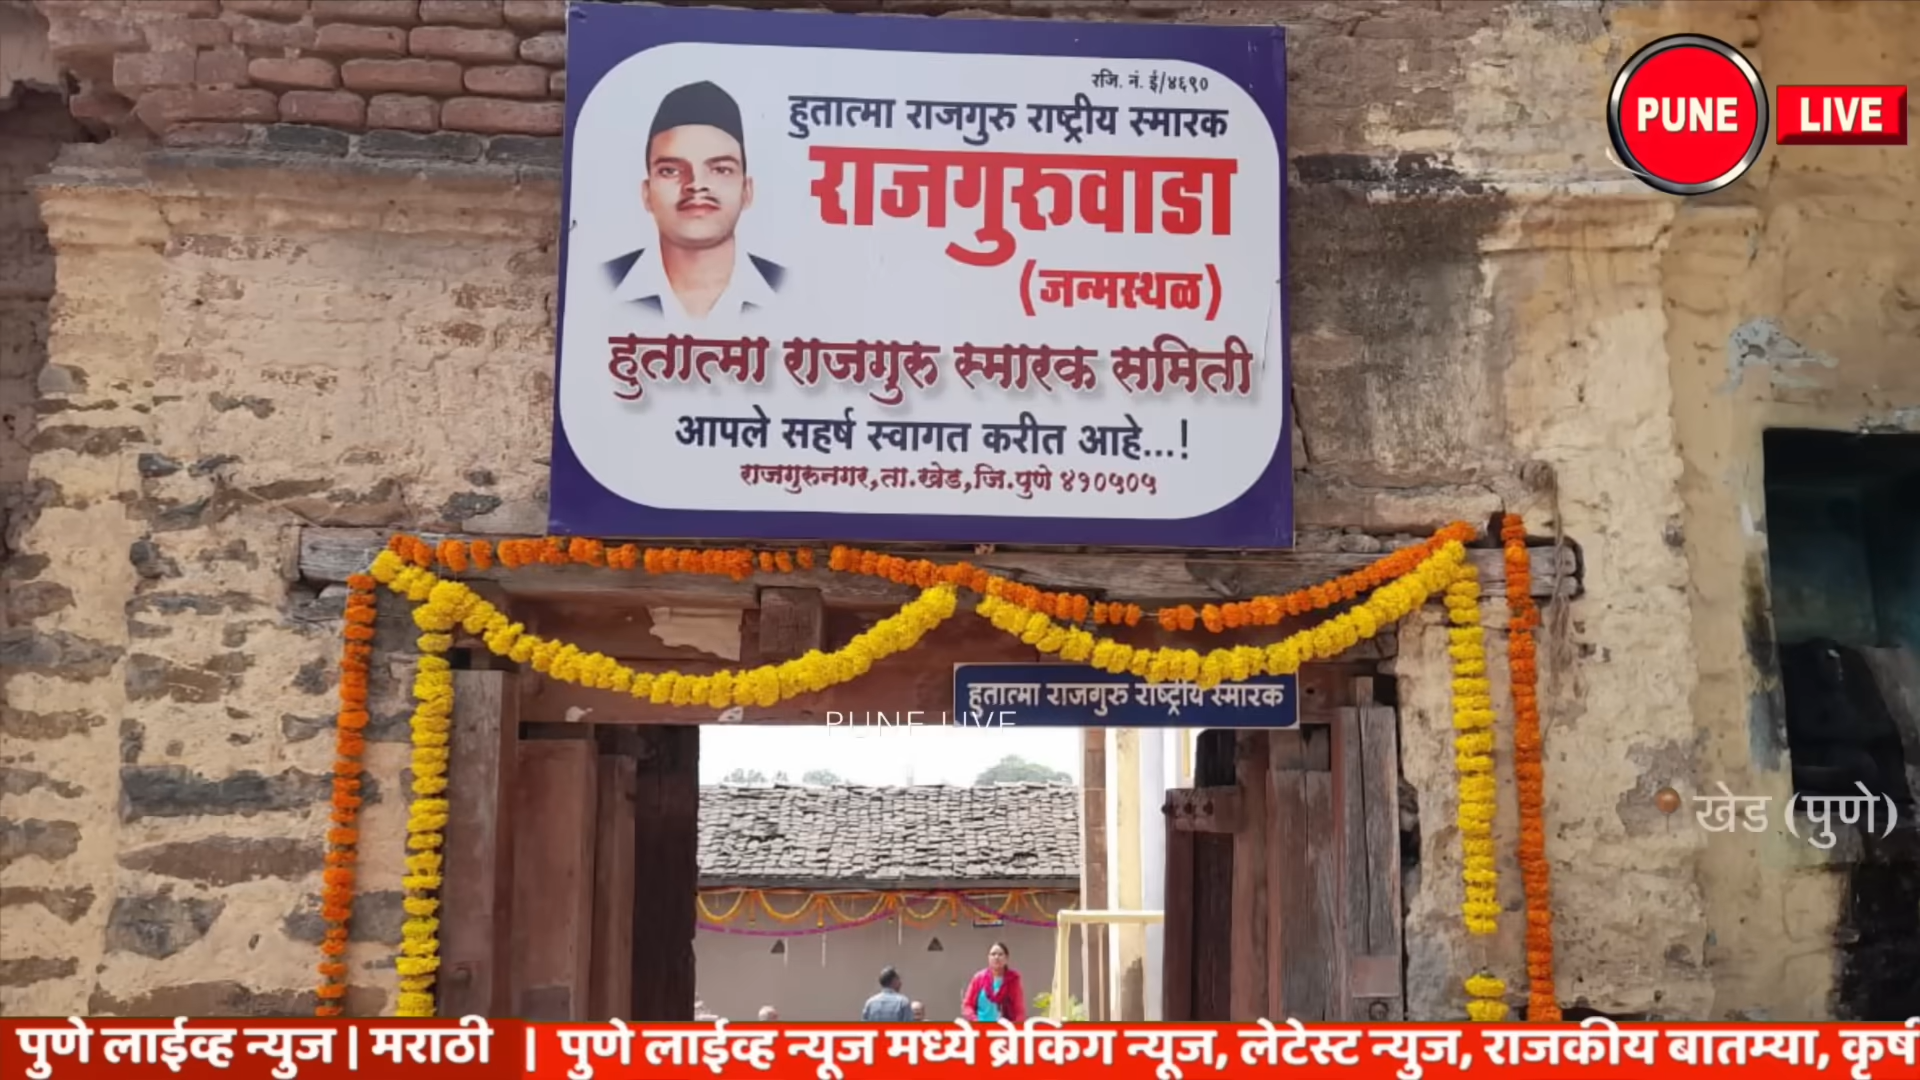 रजि. नं. ई/४६९०
हुतात्मा राजगुरु राष्ट्रीय स्मारक
राजगुरुवाडा
(जन्मस्थळ)
हुतात्मा राजगुरू स्मारक समिती
आपले सहर्ष स्वागत करीत आहे...!
राजगुरुनगर,ता.खेड,जि.पुणे ४१०५०५
PUNE LIVE
हुतात्मा राजगुरु राष्ट्रीय स्मारक
PUNE LIVE
खेड (पुणे)
पुणे लाईव्ह न्युज | मराठी | पुणे लाईव्ह न्यूज मध्ये ब्रेकिंग न्यूज, लेटेस्ट न्युज, राजकीय बातम्या, कृषी